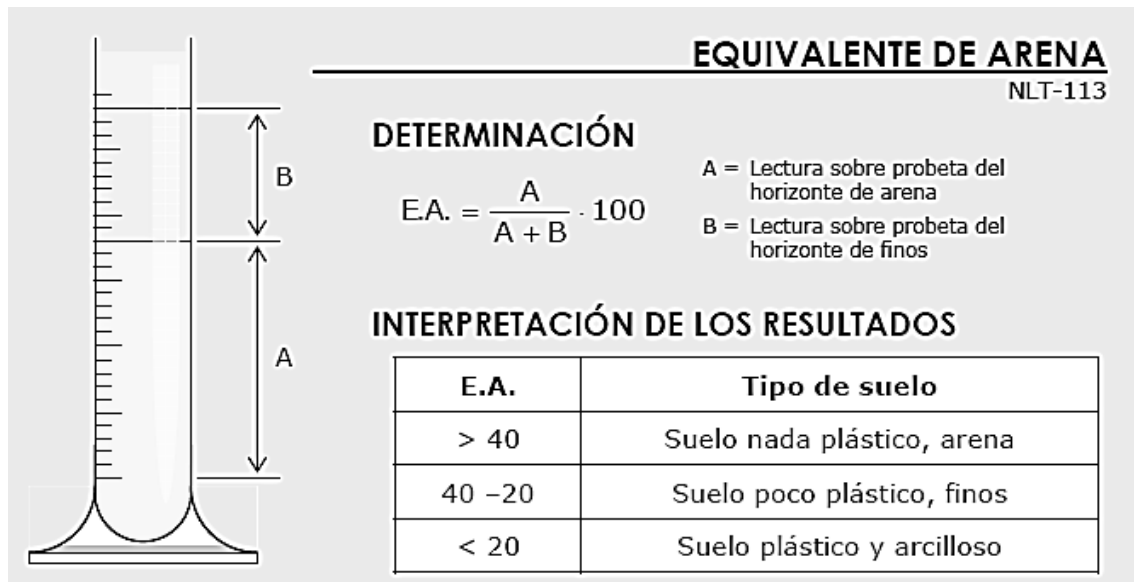 EQUIVALENTE DE ARENA
NLT-113
DETERMINACIÓN
E.A. = A / (A + B) · 100
A = Lectura sobre probeta del
horizonte de arena
B = Lectura sobre probeta del
horizonte de finos
B
A
INTERPRETACIÓN DE LOS RESULTADOS
E.A. Tipo de suelo
> 40 Suelo nada plástico, arena
40 –20 Suelo poco plástico, finos
< 20 Suelo plástico y arcilloso